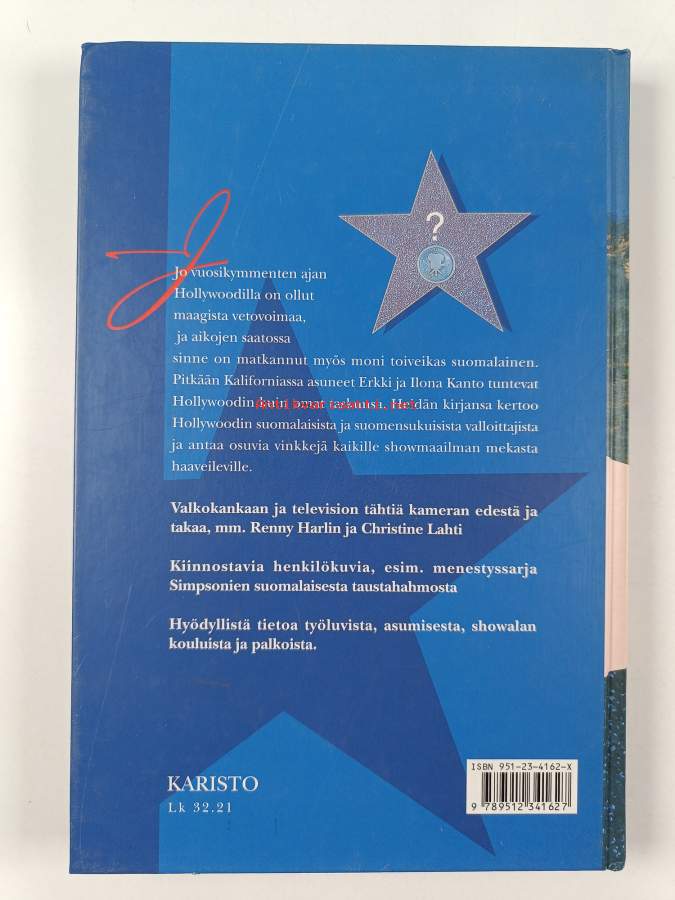 ?
J
Jo vuosikymmenten ajan
Hollywoodilla on ollut
maagista vetovoimaa,
ja aikojen saatossa
sinne on matkannut myös moni toiveikas suomalainen.
Pitkään Kaliforniassa asuneet Erkki ja Ilona Kanto tuntevat
Hollywoodin kuin omat taskunsa. Heidän kirjansa kertoo
Hollywoodin suomalaisista ja suomensukuisista valloittajista
ja antaa osuvia vinkkejä kaikille showmaailman mekasta
haaveileville.
Valkokankaan ja television tähtiä kameran edestä ja
takaa, mm. Renny Harlin ja Christine Lahti
Kiinnostavia henkilökuvia, esim. menestyssarja
Simpsonien suomalaisesta taustahahmosta
Hyödyllistä tietoa työluvista, asumisesta, showalan
kouluista ja palkoista.
KARISTO
Lk 32.21
ISBN 951-23-4162-X
9 789512 341627